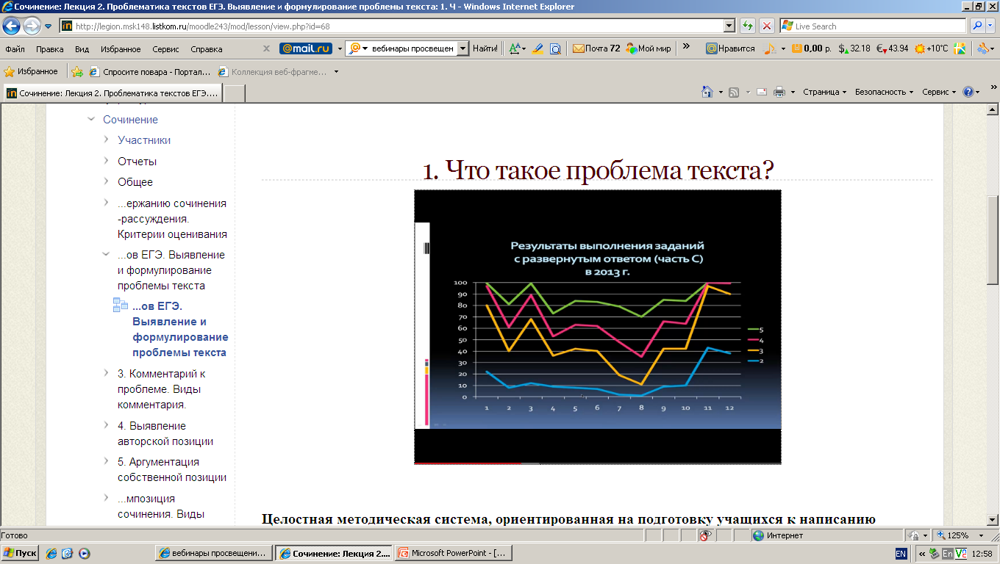 Сочинение: Лекция 2. Проблематика текстов ЕГЭ. Выявление и формулирование проблемы текста: 1. Ч - Windows Internet Explorer
http://legion.msk148.listkom.ru/moodle243/mod/lesson/view.php?id=68
Live Search
Файл Правка Вид Избранное Сервис Справка
@mail.ru вебинары просвещен Найти! Почта 72 Мой мир » Нравится 0,00 р. $ 32.18 € 43.94 +10°C
Избранное Спросите повара - Портал... Коллекция веб-фрагме...
Сочинение: Лекция 2. Проблематика текстов ЕГЭ.... Страница Безопасность Сервис »
Сочинение
Участники
Отчеты
Общее
...ержанию сочинения
-рассуждения.
Критерии оценивания
...ов ЕГЭ. Выявление
и формулирование
проблемы текста
...ов ЕГЭ.
Выявление и
формулирование
проблемы текста
3. Комментарий к
проблеме. Виды
комментария.
4. Выявление
авторской позиции
5. Аргументация
собственной позиции
...мпозиция
сочинения. Виды
1. Что такое проблема текста?
Результаты выполнения заданий
с развернутым ответом (часть С)
в 2013 г.
100
90
80
70
60
50
40
30
20
10
0
1 2 3 4 5 6 7 8 9 10 11 12
5
4
3
2
Целостная методическая система, ориентированная на подготовку учащихся к написанию
Готово Интернет 125%
Пуск вебинары просвещени... Сочинение: Лекция 2.... Microsoft PowerPoint - [... EN « En 12:58